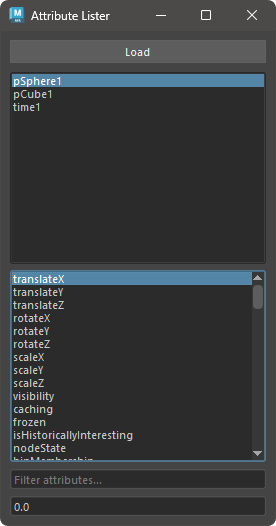 Attribute Lister
Load
pSphere1
pCube1
time1
translateX
translateY
translateZ
rotateX
rotateY
rotateZ
scaleX
scaleY
scaleZ
visibility
caching
frozen
isHistoricallyInteresting
nodeState
binMembership
Filter attributes...
0.0